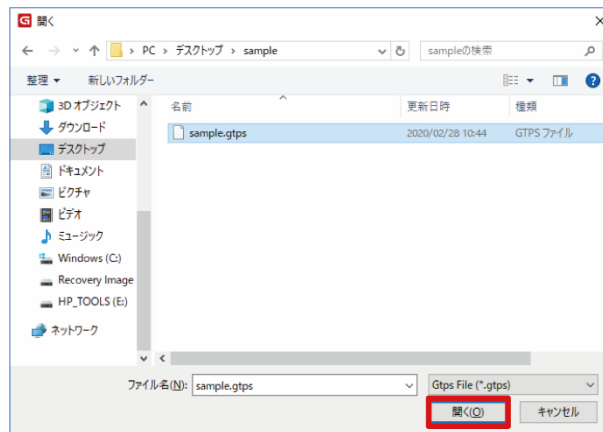 G 開く
PC › デスクトップ › sample
sampleの検索
整理 新しいフォルダー
名前 更新日時 種類
sample.gtps 2020/02/28 10:44 GTPS ファイル
3D オブジェクト
ダウンロード
デスクトップ
ドキュメント
ピクチャ
ビデオ
ミュージック
Windows (C:)
Recovery Image
HP_TOOLS (E:)
ネットワーク
ファイル名(N): sample.gtps Gtps File (*.gtps)
開く(O) キャンセル